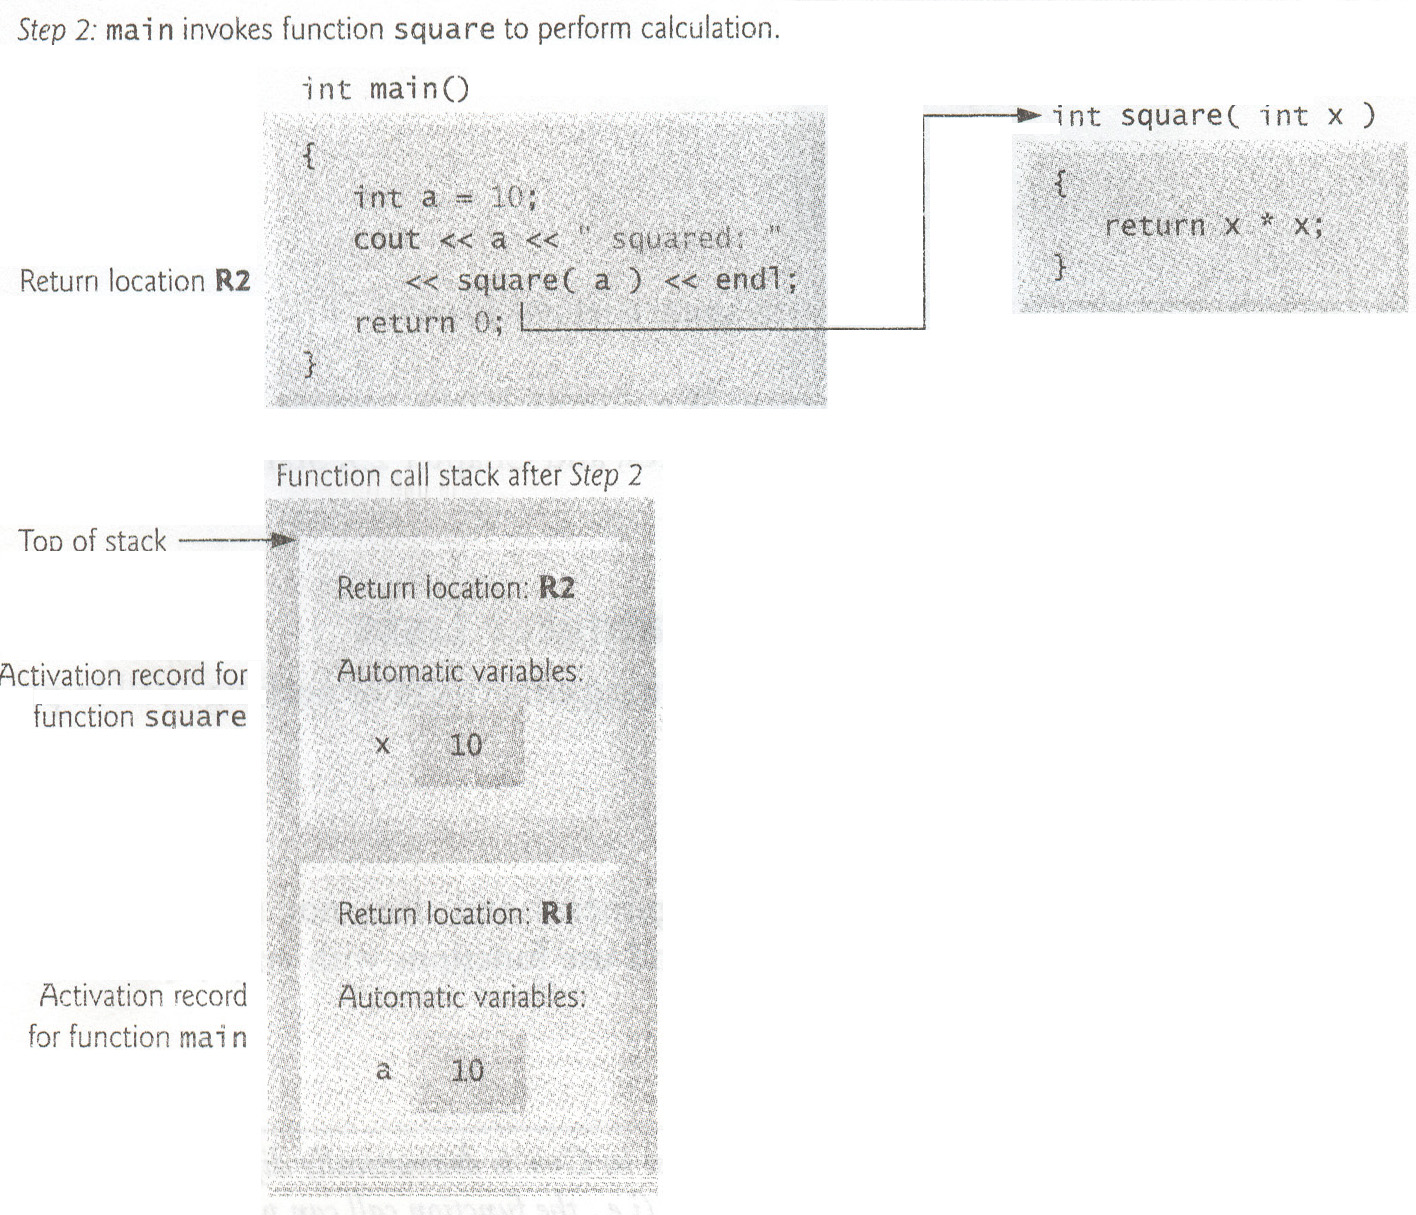 Step 2: main invokes function square to perform calculation.
int main()
{
int a = 10;
cout << a << " squared: "
<< square( a ) << endl;
return 0;
}
Return location R2
int square( int x )
{
return x * x;
}
Function call stack after Step 2
Top of stack
Return location: R2
Activation record for
function square
Automatic variables:
x 10
Return location: R1
Activation record
for function main
Automatic variables:
a 10